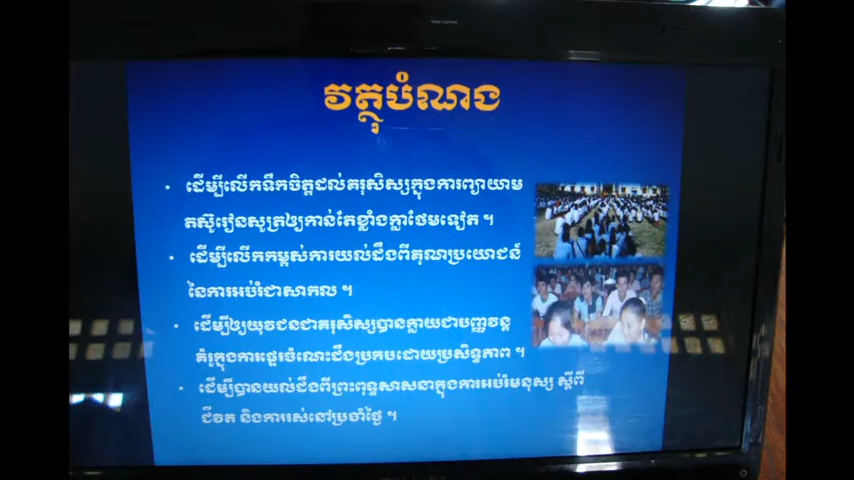 វត្ថុបំណង
• ដើម្បីលើកទឹកចិត្តដល់គរុសិស្សក្នុងការព្យាយាម
តស៊ូរៀនសូត្រឲ្យកាន់តែខ្លាំងក្លាថែមទៀត ។
• ដើម្បីលើកកម្ពស់ការយល់ដឹងពីគុណប្រយោជន៍
នៃការអប់រំជាសាកល ។
• ដើម្បីឲ្យយុវជនជាគរុសិស្សបានក្លាយជាបញ្ញវន្ត
គំរូក្នុងការផ្ទេរចំណេះដឹងប្រកបដោយប្រសិទ្ធភាព ។
• ដើម្បីបានយល់ដឹងពីព្រះពុទ្ធសាសនាក្នុងការអប់រំមនុស្ស ស្តីពី
ជីវិត និងការរស់នៅប្រចាំថ្ងៃ ។